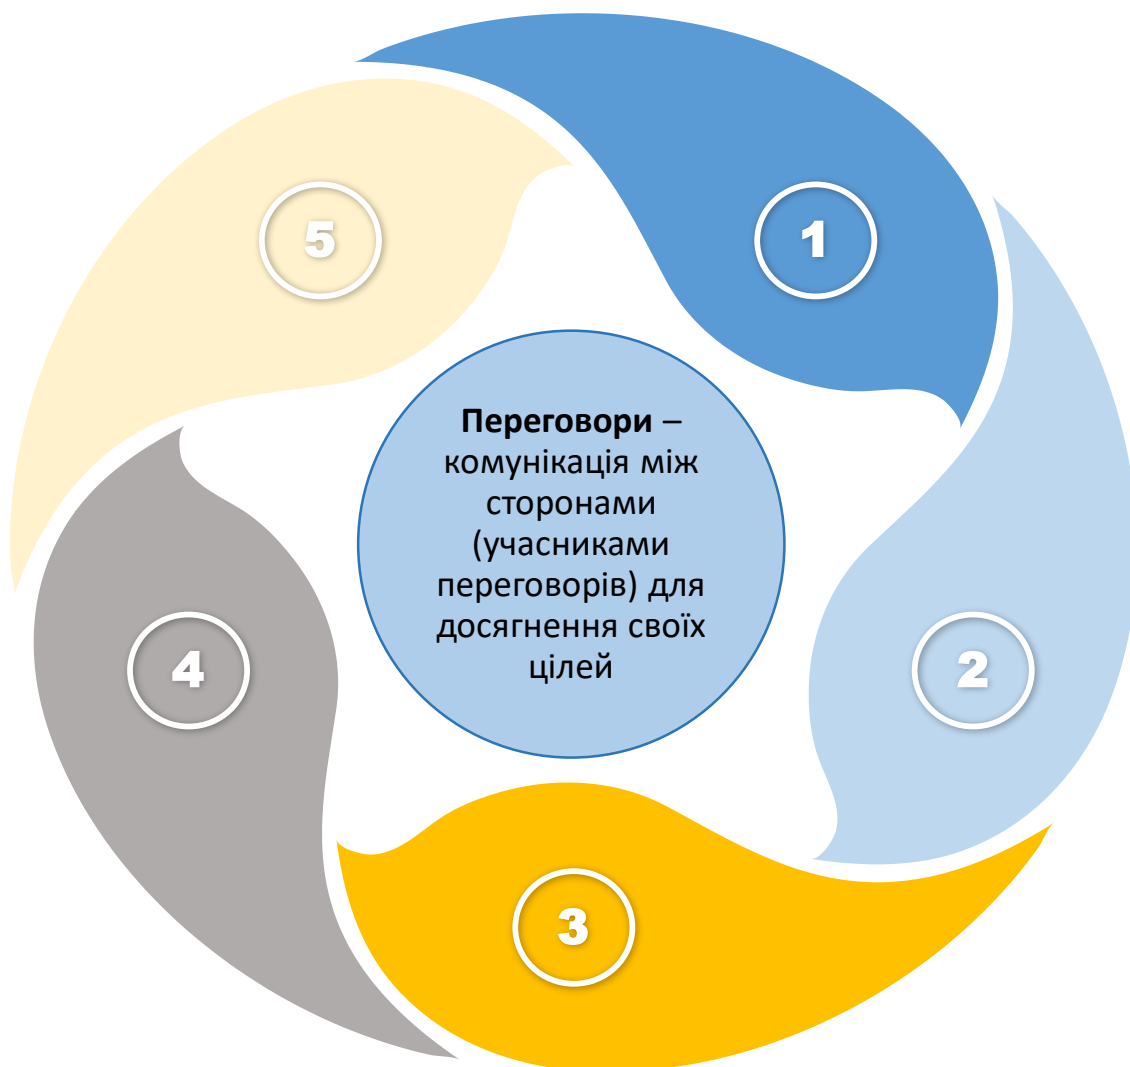 5
1
Переговори –
комунікація між
сторонами
(учасниками
переговорів) для
досягнення своїх
цілей
4
2
3